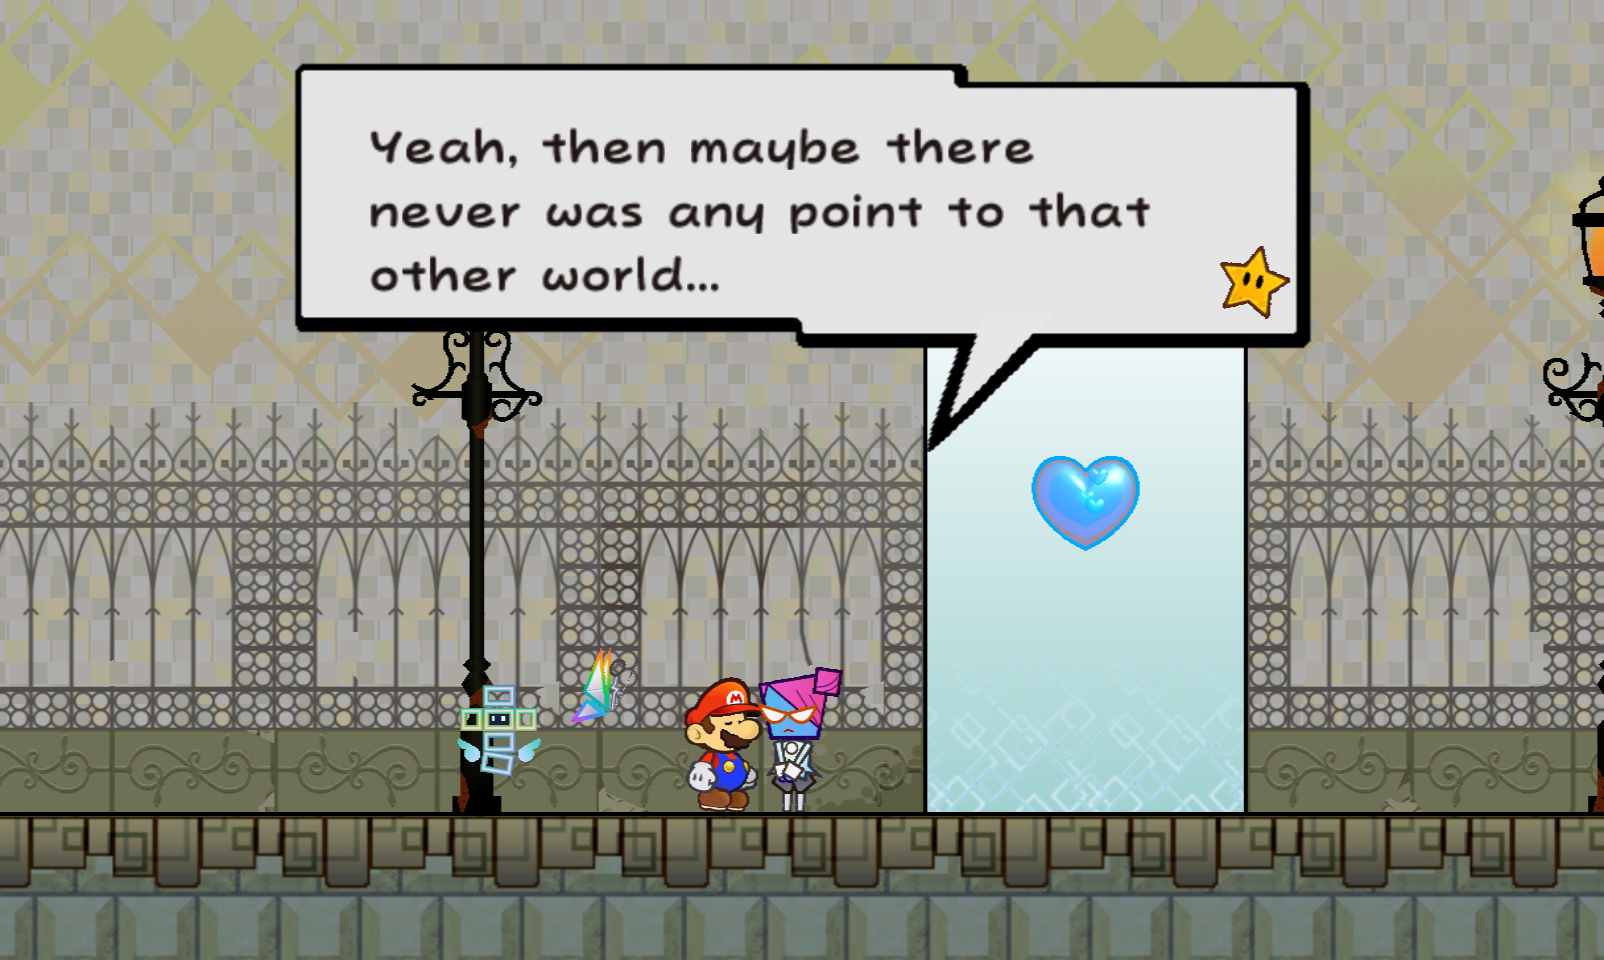 Yeah, then maybe there
never was any point to that
other world...
M